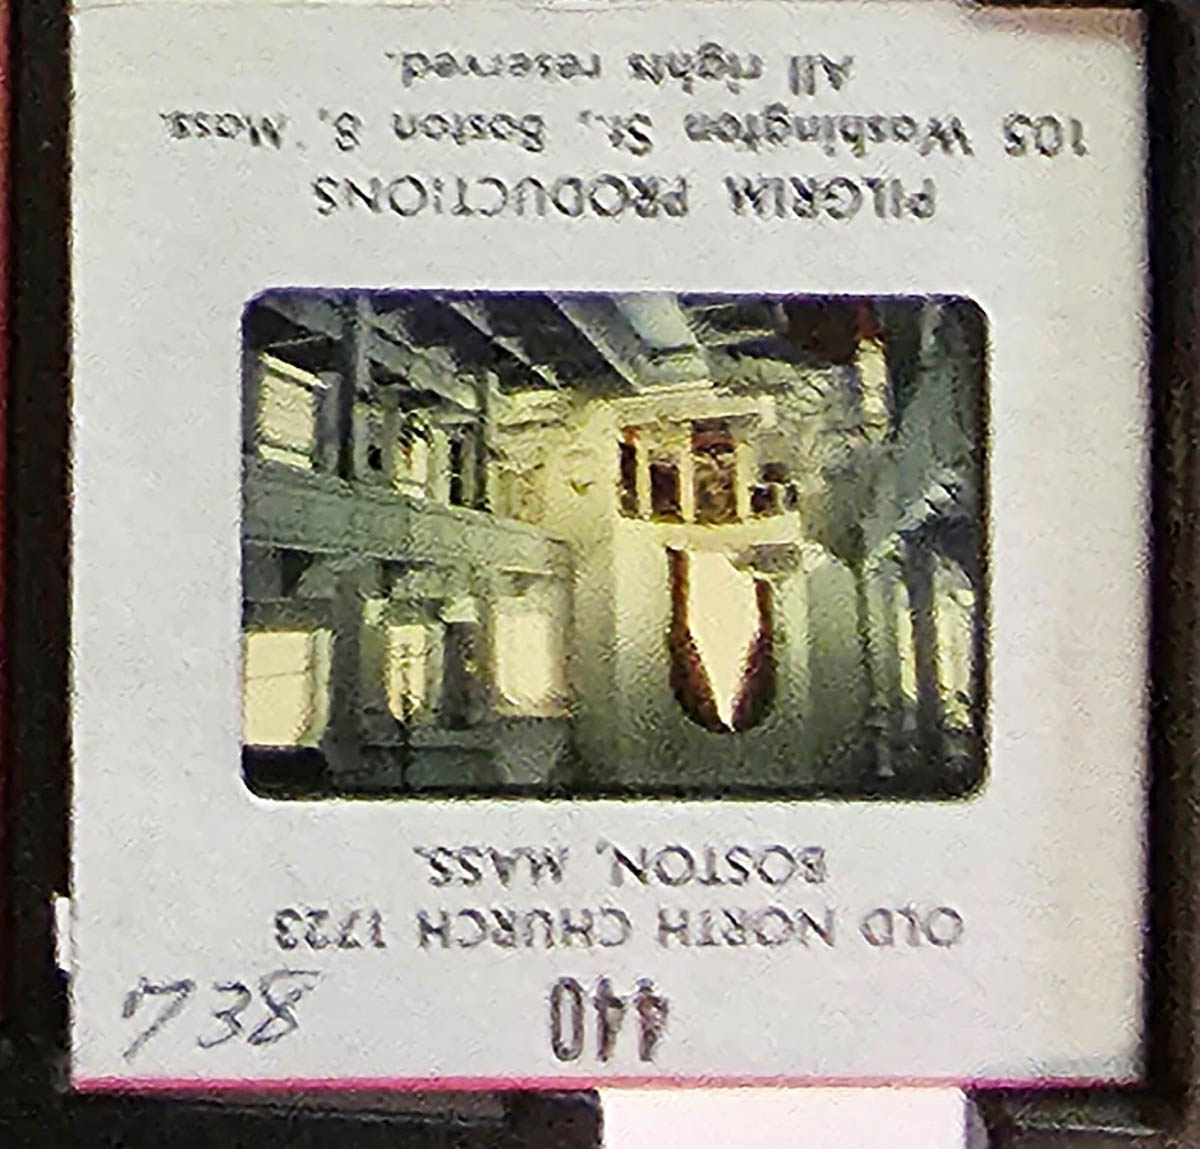 440
OLD NORTH CHURCH 1723
BOSTON, MASS.
PILGRIM PRODUCTIONS
105 Washington St., Boston 8, Mass.
All rights reserved.
738